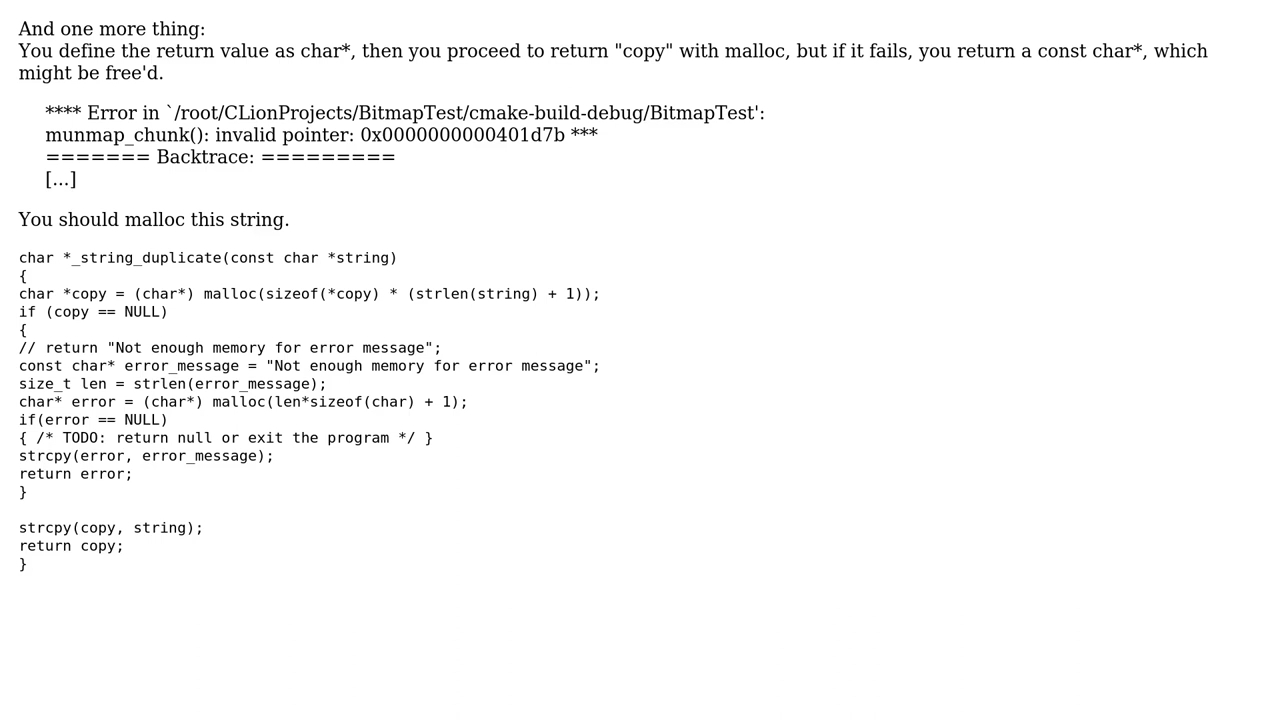 And one more thing:
You define the return value as char*, then you proceed to return "copy" with malloc, but if it fails, you return a const char*, which
might be free'd.
**** Error in `/root/CLionProjects/BitmapTest/cmake-build-debug/BitmapTest':
munmap_chunk(): invalid pointer: 0x0000000000401d7b ***
======= Backtrace: =========
[...]
You should malloc this string.
char *_string_duplicate(const char *string)
{
char *copy = (char*) malloc(sizeof(*copy) * (strlen(string) + 1));
if (copy == NULL)
{
// return "Not enough memory for error message";
const char* error_message = "Not enough memory for error message";
size_t len = strlen(error_message);
char* error = (char*) malloc(len*sizeof(char) + 1);
if(error == NULL)
{ /* TODO: return null or exit the program */ }
strcpy(error, error_message);
return error;
}
strcpy(copy, string);
return copy;
}